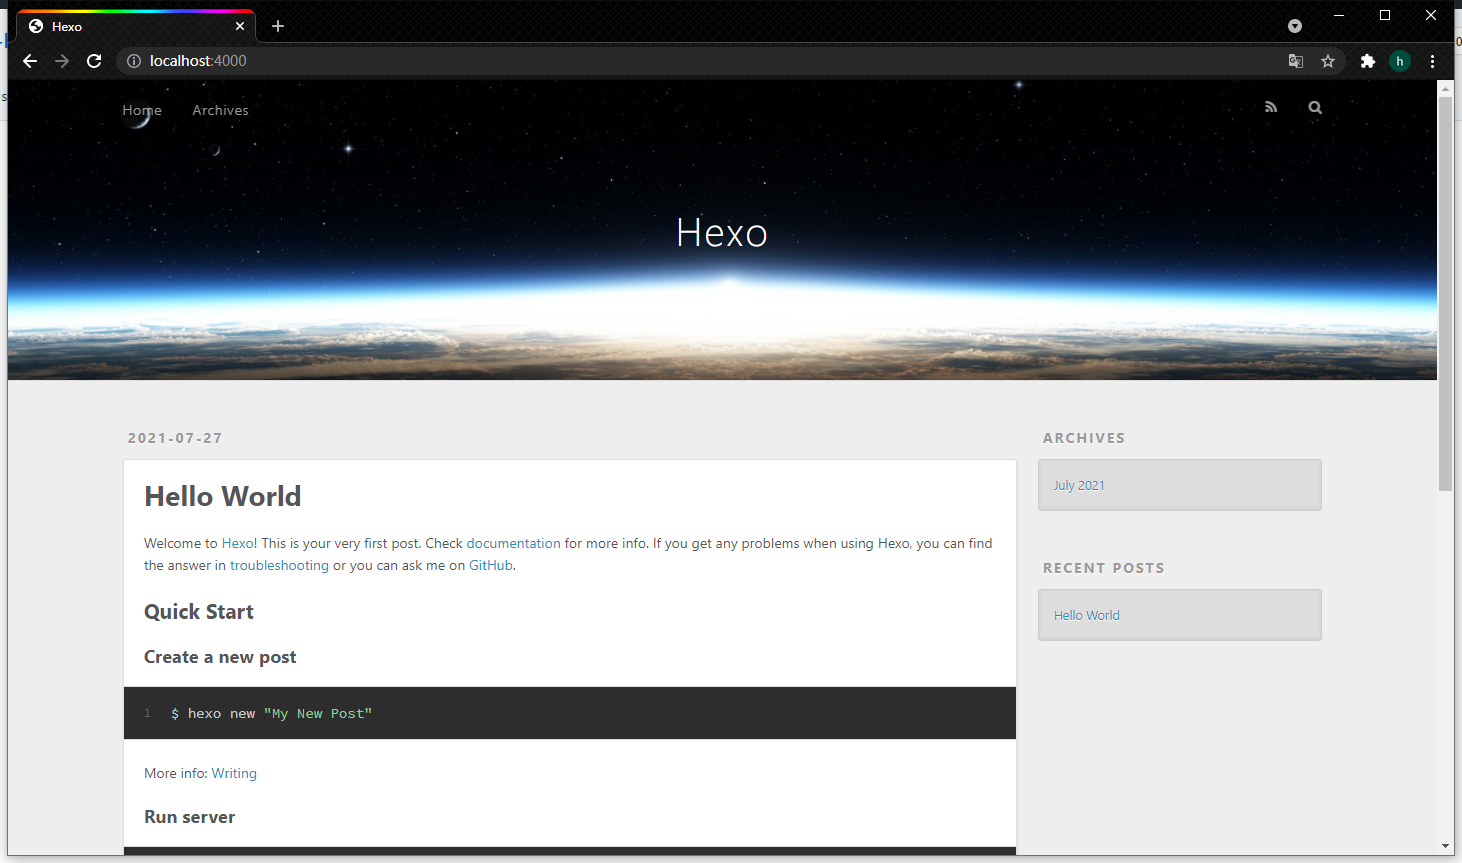 Hexo
localhost:4000
h
Home Archives
Hexo
2021-07-27
Hello World
Welcome to Hexo! This is your very first post. Check documentation for more info. If you get any problems when using Hexo, you can find
the answer in troubleshooting or you can ask me on GitHub.
Quick Start
Create a new post
1 $ hexo new "My New Post"
More info: Writing
Run server
ARCHIVES
July 2021
RECENT POSTS
Hello World